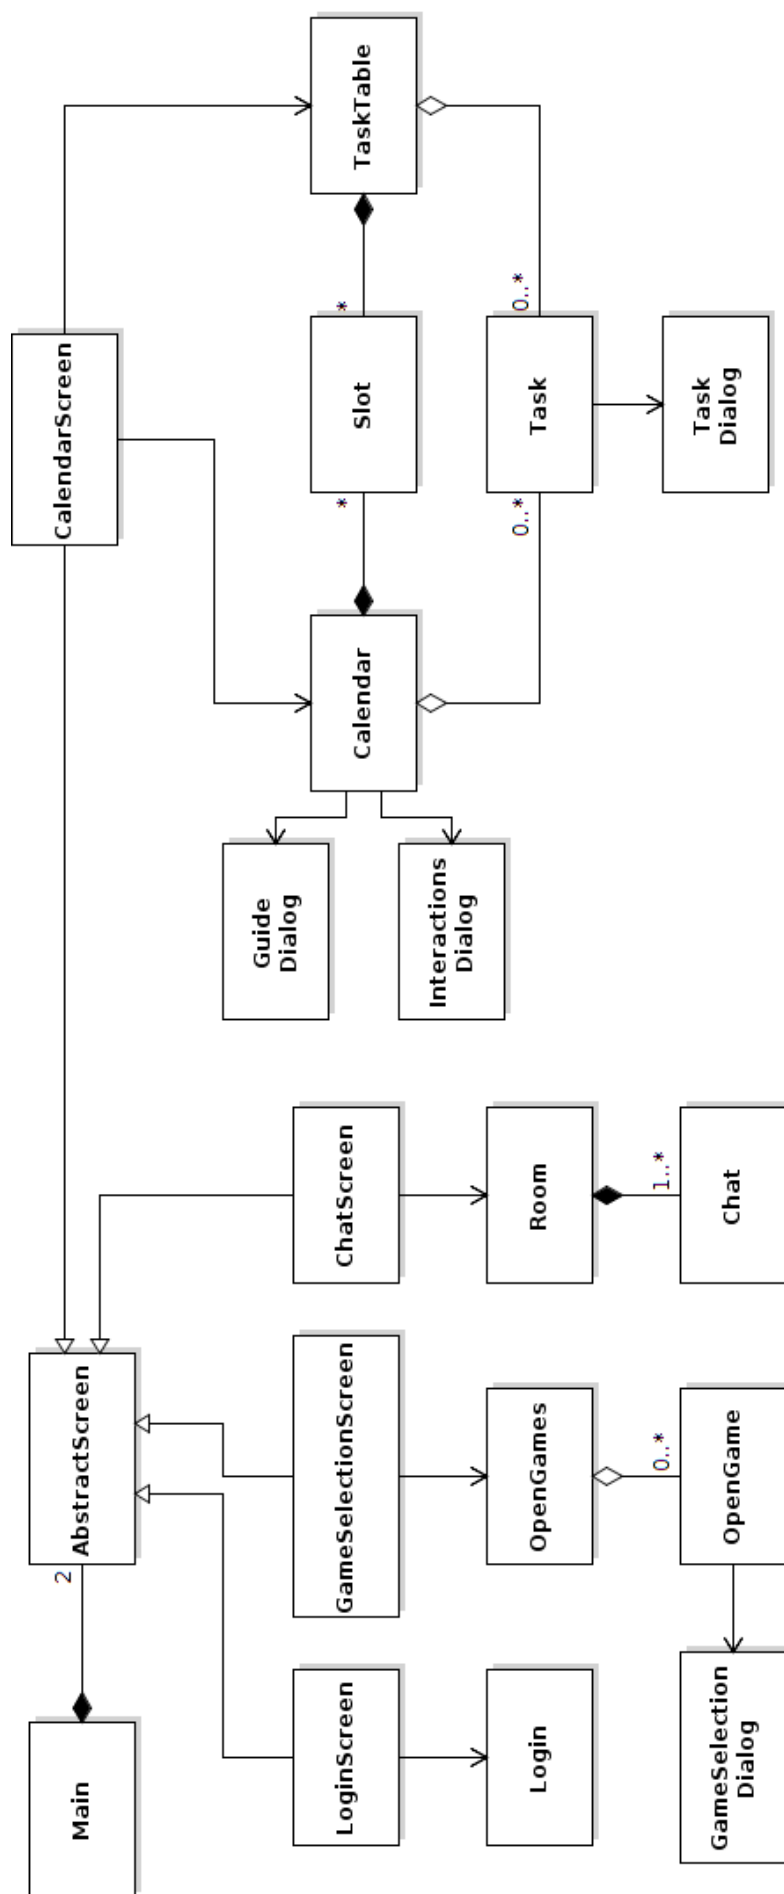 Main
2
AbstractScreen
CalendarScreen
LoginScreen
GameSelectionScreen
ChatScreen
Guide
Dialog
Calendar
*
Slot
*
TaskTable
Interactions
Dialog
Login
OpenGames
Room
0..*
Task
0..*
0..*
1..*
GameSelection
Dialog
OpenGame
Chat
Task
Dialog